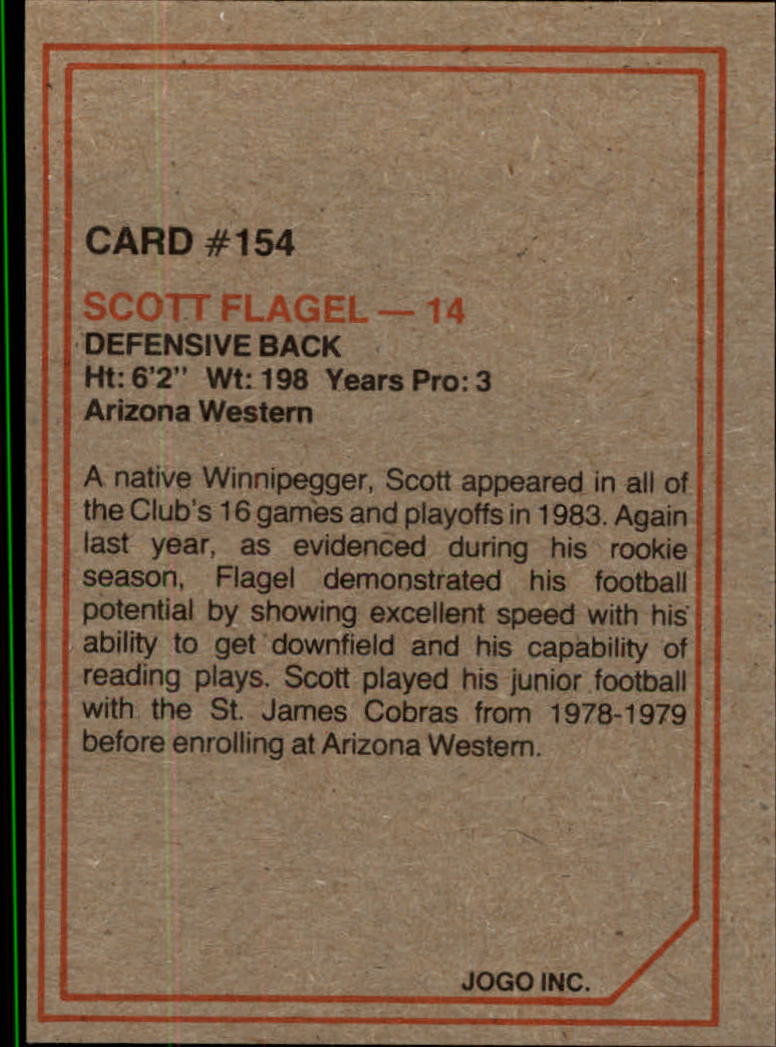 CARD #154
SCOTT FLAGEL — 14
DEFENSIVE BACK
Ht: 6'2" Wt: 198 Years Pro: 3
Arizona Western
A native Winnipegger, Scott appeared in all of
the Club's 16 games and playoffs in 1983. Again
last year, as evidenced during his rookie
season, Flagel demonstrated his football
potential by showing excellent speed with his
ability to get downfield and his capability of
reading plays. Scott played his junior football
with the St. James Cobras from 1978-1979
before enrolling at Arizona Western.
JOGO INC.